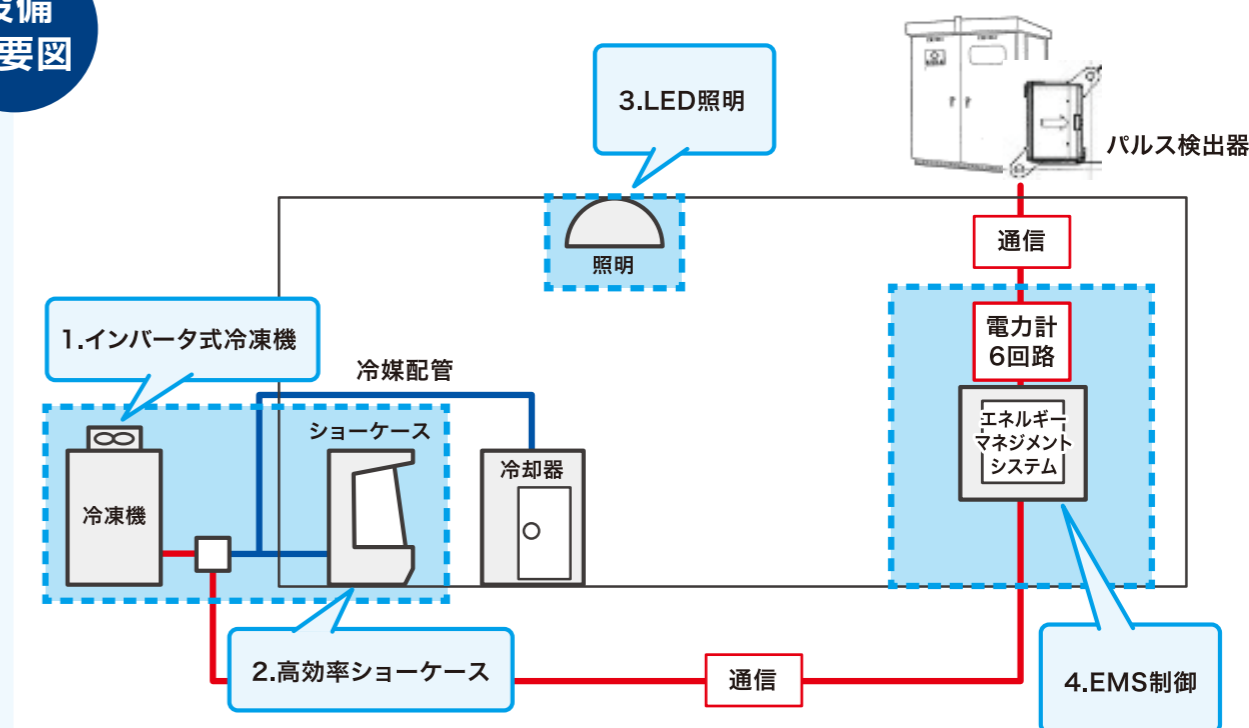 設備
要図
3.LED照明
パルス検出器
通信
照明
電力計
6回路
1.インバータ式冷凍機
冷媒配管
ショーケース
エネルギー
マネジメント
システム
冷却器
冷凍機
2.高効率ショーケース
通信
4.EMS制御